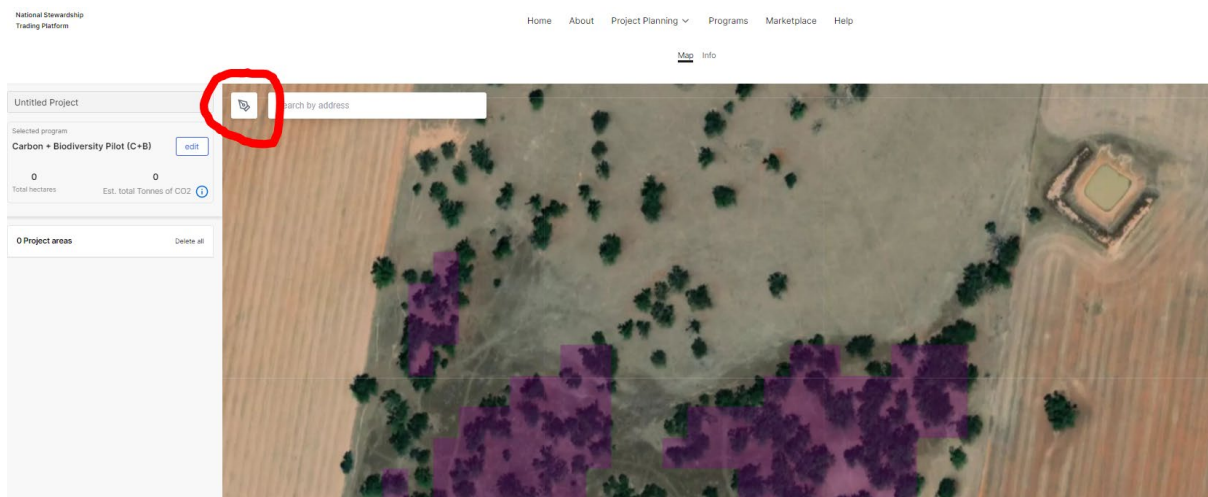 National Stewardship
Trading Platform
Home About Project Planning Programs Marketplace Help
Map Info
Untitled Project
Search by address
Selected program
Carbon + Biodiversity Pilot (C+B)
edit
0 0
Total hectares Est. total Tonnes of CO2
0 Project areas Delete all